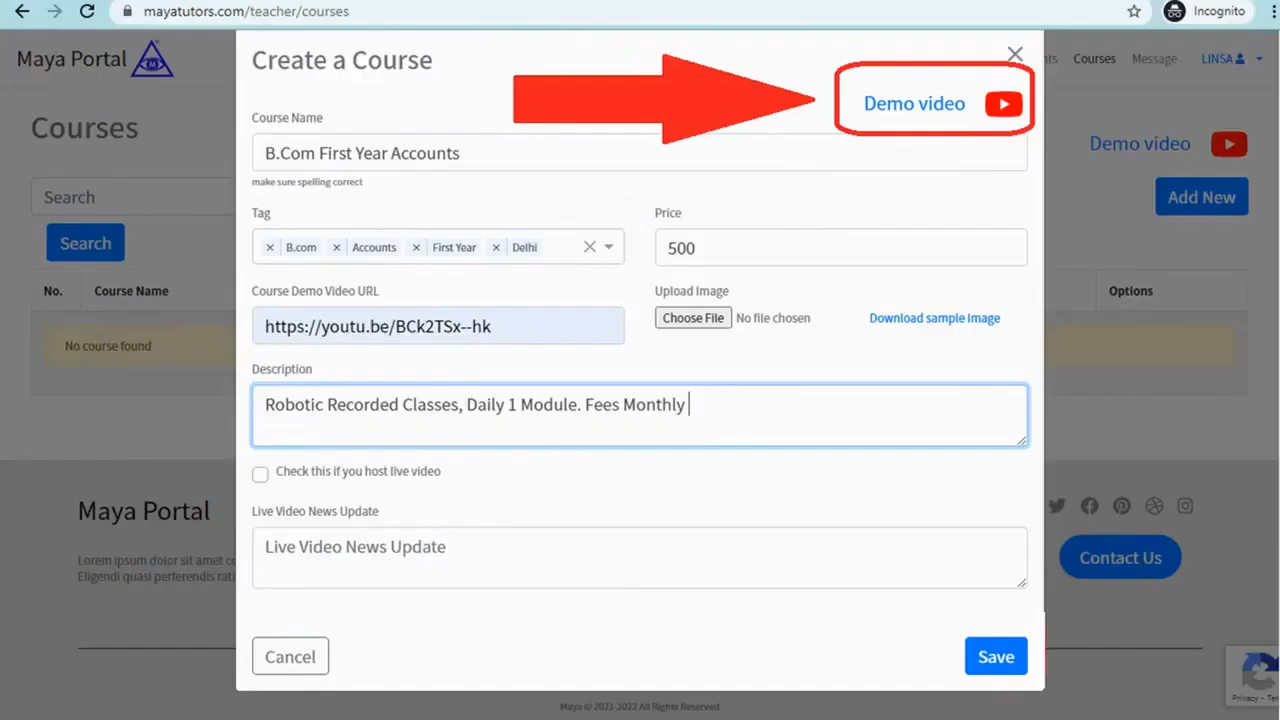 mayatutors.com/teacher/courses
Incognito
Maya Portal
Create a Course
nts Courses Message LINSA
Demo video
Courses
Course Name
B.Com First Year Accounts
Demo video
make sure spelling correct
Search
Add New
Tag Price
× B.com × Accounts × First Year × Delhi
500
Search
No. Course Name
Course Demo Video URL Upload Image
Options
https://youtu.be/BCk2TSx--hk
Choose File No file chosen Download sample Image
No course found
Description
Robotic Recorded Classes, Daily 1 Module. Fees Monthly
Check this if you host live video
Maya Portal
Live Video News Update
Live Video News Update
Lorem ipsum dolor sit amet co
Eligendi quasi perferendis rati
Contact Us
Cancel Save
Privacy - Ter
Maya © 2021-2022 All Rights Reserved